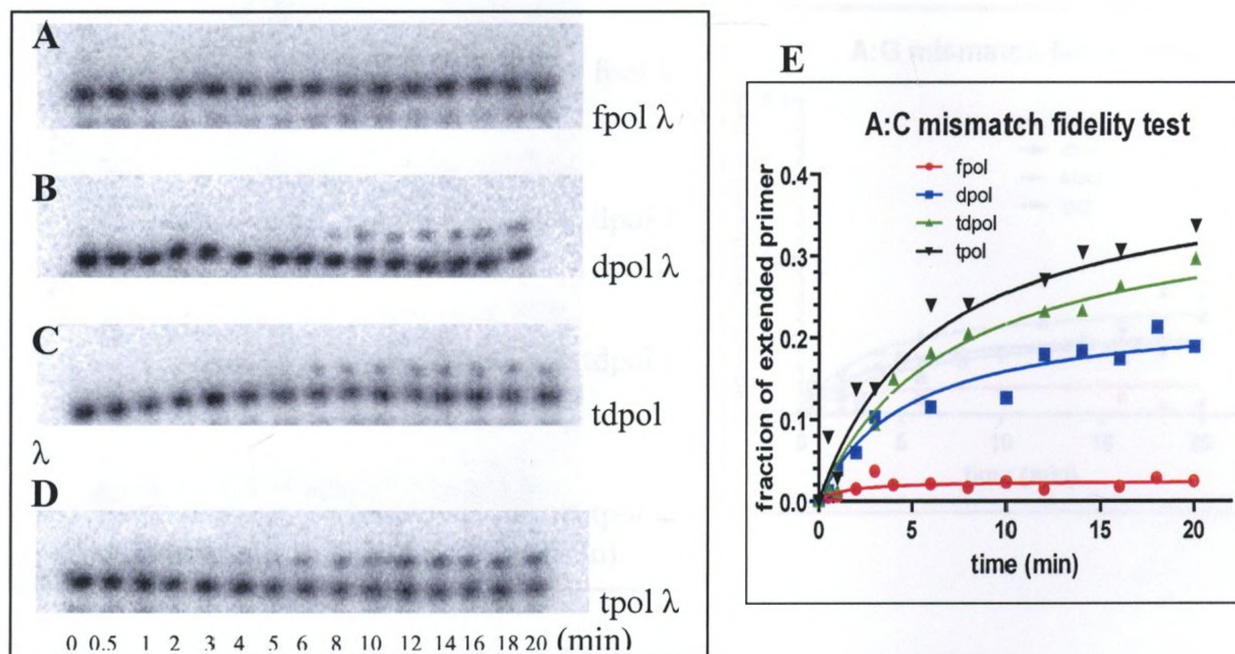 A
fpol λ
B
dpol λ
C
tdpol
λ
D
tpol λ
0 0.5 1 2 3 4 5 6 8 10 12 14 16 18 20 (min)
E
A:C mismatch fidelity test
fpol
dpol
tdpol
tpol
fraction of extended primer
0.4
0.3
0.2
0.1
0.0
0 5 10 15 20
time (min)